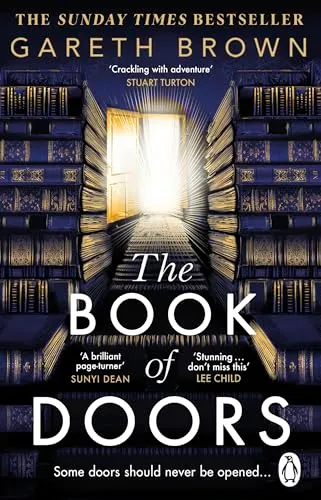 THE SUNDAY TIMES BESTSELLER
GARETH BROWN
'Crackling with adventure'
STUART TURTON
The
BOOK
of
DOORS
'A brilliant
page-turner'
SUNYI DEAN
'Stunning ...
don't miss this'
LEE CHILD
Some doors should never be opened...